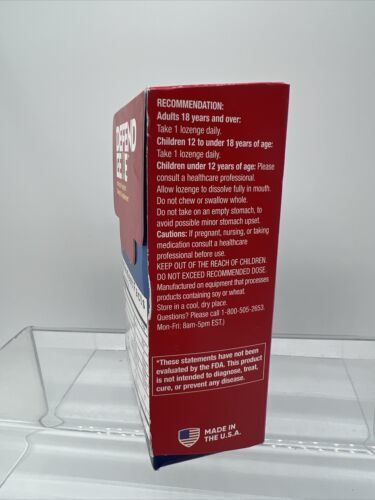 RECOMMENDATION:
Adults 18 years and over:
Take 1 lozenge daily.
Children 12 to under 18 years of age:
Take 1 lozenge daily.
Children under 12 years of age: Please
consult a healthcare professional.
Allow lozenge to dissolve fully in mouth.
Do not chew or swallow whole.
Do not take on an empty stomach, to
avoid possible minor stomach upset.
Cautions: If pregnant, nursing, or taking
medication consult a healthcare
professional before use.
KEEP OUT OF THE REACH OF CHILDREN.
DO NOT EXCEED RECOMMENDED DOSE.
Manufactured on equipment that processes
products containing soy or wheat.
Store in a cool, dry place.
Questions? Please call 1-800-505-2653.
Mon-Fri: 8am-5pm EST.)
*These statements have not been
evaluated by the FDA. This product
is not intended to diagnose, treat,
cure, or prevent any disease.
MADE IN
THE U.S.A.